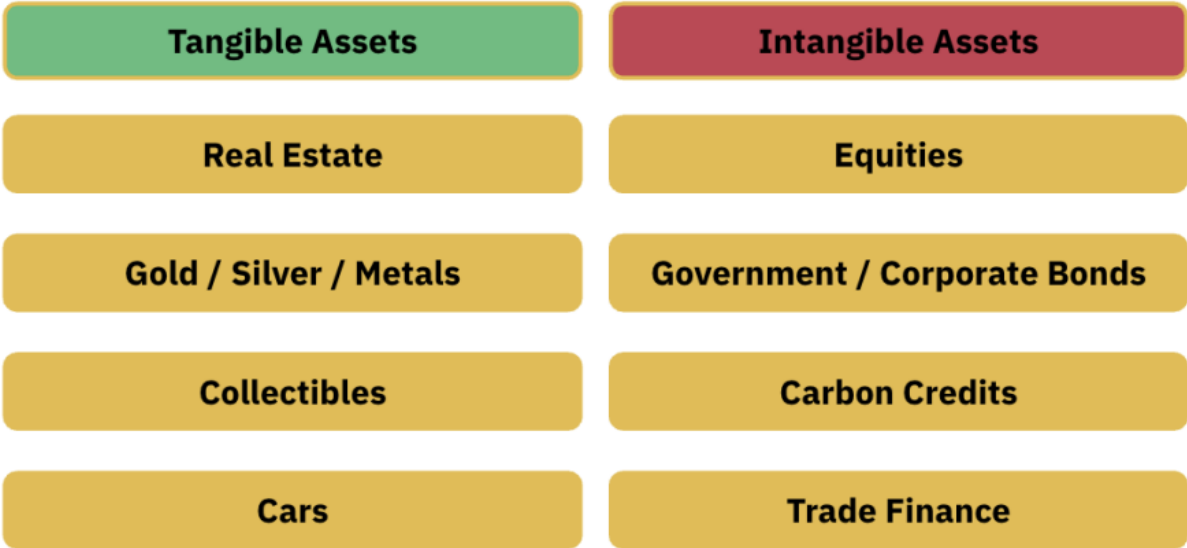 Tangible Assets
Intangible Assets
Real Estate
Equities
Gold / Silver / Metals
Government / Corporate Bonds
Collectibles
Carbon Credits
Cars
Trade Finance